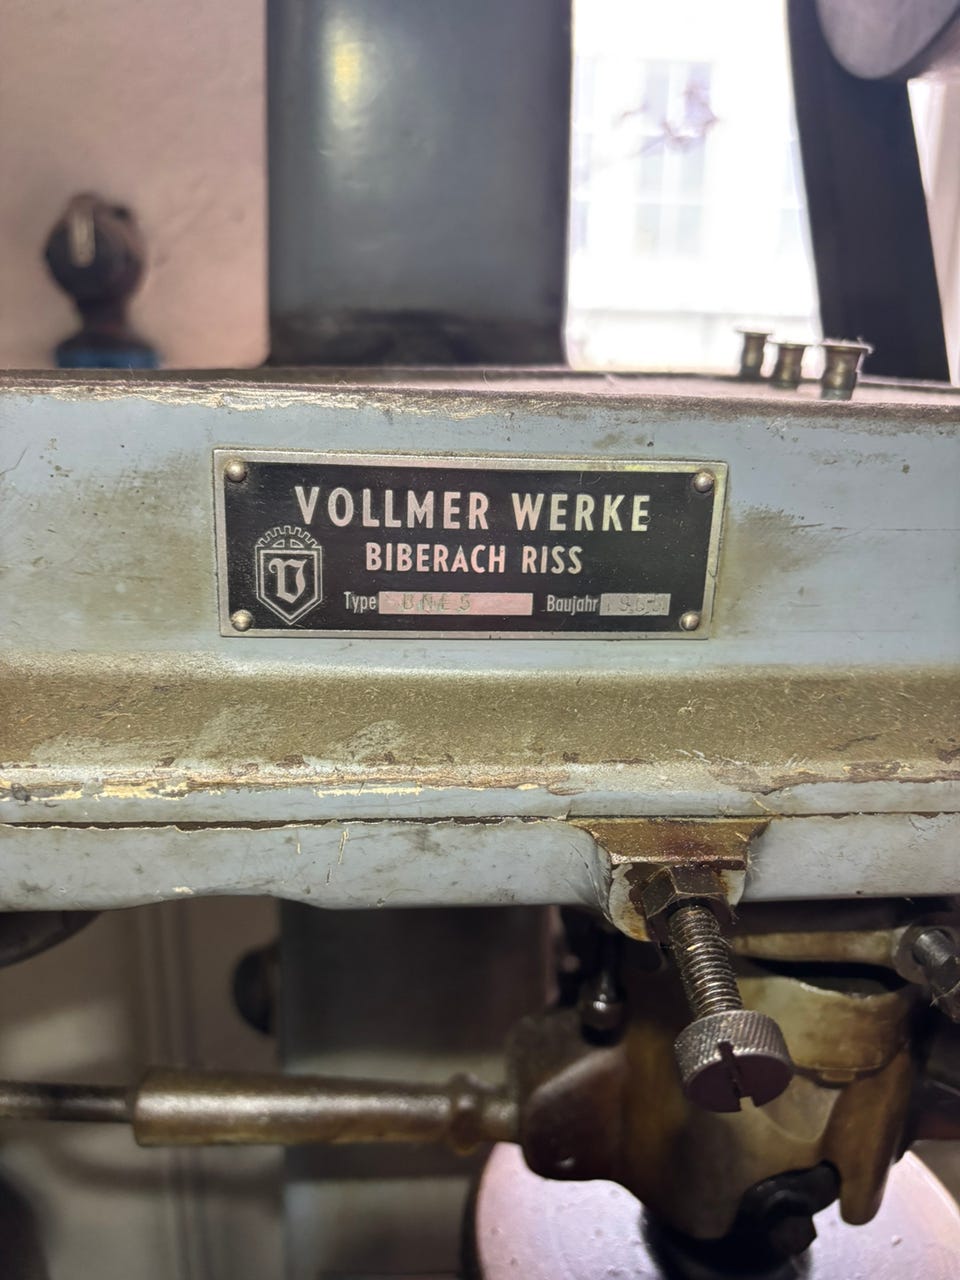 VOLLMER WERKE
BIBERACH RISS
V
Type
Baujahr